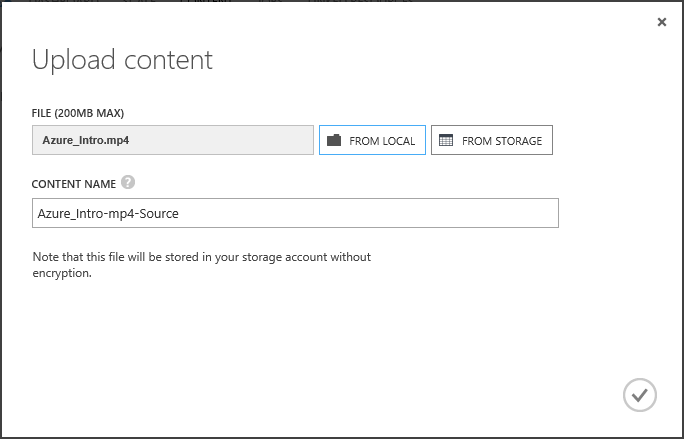 Upload content
FILE (200MB MAX)
Azure_Intro.mp4
FROM LOCAL
FROM STORAGE
CONTENT NAME ?
Azure_Intro-mp4-Source
Note that this file will be stored in your storage account without
encryption.